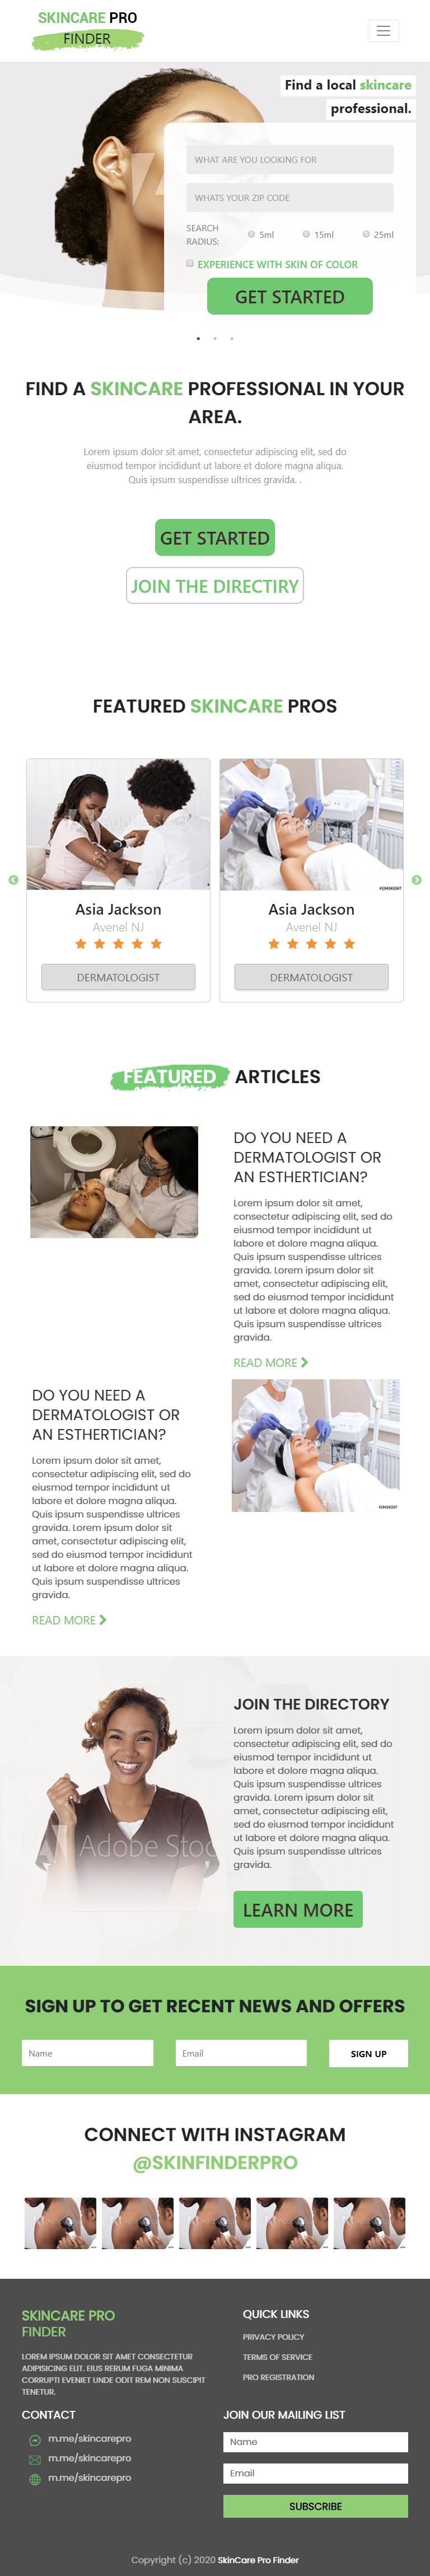 SKINCARE PRO
FINDER
Find a local skincare
professional.
WHAT ARE YOU LOOKING FOR
WHATS YOUR ZIP CODE
SEARCH
RADIUS:
5ml
15ml
25ml
EXPERIENCE WITH SKIN OF COLOR
GET STARTED
FIND A SKINCARE PROFESSIONAL IN YOUR
AREA.
Lorem ipsum dolor sit amet, consectetur adipiscing elit, sed do
eiusmod tempor incididunt ut labore et dolore magna aliqua.
Quis ipsum suspendisse ultrices gravida. .
GET STARTED
JOIN THE DIRECTIRY
FEATURED SKINCARE PROS
Adobe Stock
Asia Jackson
Avenel NJ
DERMATOLOGIST
Adobe Stock
Asia Jackson
Avenel NJ
DERMATOLOGIST
FEATURED ARTICLES
DO YOU NEED A
DERMATOLOGIST OR
AN ESTHERTICIAN?
Lorem ipsum dolor sit amet,
consectetur adipiscing elit, sed do
eiusmod tempor incididunt ut
labore et dolore magna aliqua.
Quis ipsum suspendisse ultrices
gravida. Lorem ipsum dolor sit
amet, consectetur adipiscing elit,
sed do eiusmod tempor incididunt
ut labore et dolore magna aliqua.
Quis ipsum suspendisse ultrices
gravida.
READ MORE
DO YOU NEED A
DERMATOLOGIST OR
AN ESTHERTICIAN?
Lorem ipsum dolor sit amet,
consectetur adipiscing elit, sed do
eiusmod tempor incididunt ut
labore et dolore magna aliqua.
Quis ipsum suspendisse ultrices
gravida. Lorem ipsum dolor sit
amet, consectetur adipiscing elit,
sed do eiusmod tempor incididunt
ut labore et dolore magna aliqua.
Quis ipsum suspendisse ultrices
gravida.
READ MORE
Adobe Stoc
JOIN THE DIRECTORY
Lorem ipsum dolor sit amet,
consectetur adipiscing elit, sed do
eiusmod tempor incididunt ut
labore et dolore magna aliqua.
Quis ipsum suspendisse ultrices
gravida. Lorem ipsum dolor sit
amet, consectetur adipiscing elit,
sed do eiusmod tempor incididunt
ut labore et dolore magna aliqua.
Quis ipsum suspendisse ultrices
gravida.
LEARN MORE
SIGN UP TO GET RECENT NEWS AND OFFERS
Name
Email
SIGN UP
CONNECT WITH INSTAGRAM
@SKINFINDERPRO
SKINCARE PRO
FINDER
LOREM IPSUM DOLOR SIT AMET CONSECTETUR
ADIPISICING ELIT. EIUS RERUM FUGA MINIMA
CORRUPTI EVENIET UNDE ODIT REM NON SUSCIPIT
TENETUR.
QUICK LINKS
PRIVACY POLICY
TERMS OF SERVICE
PRO REGISTRATION
CONTACT
m.me/skincarepro
m.me/skincarepro
m.me/skincarepro
JOIN OUR MAILING LIST
Name
Email
SUBSCRIBE
Copyright (c) 2020 SkinCare Pro Finder